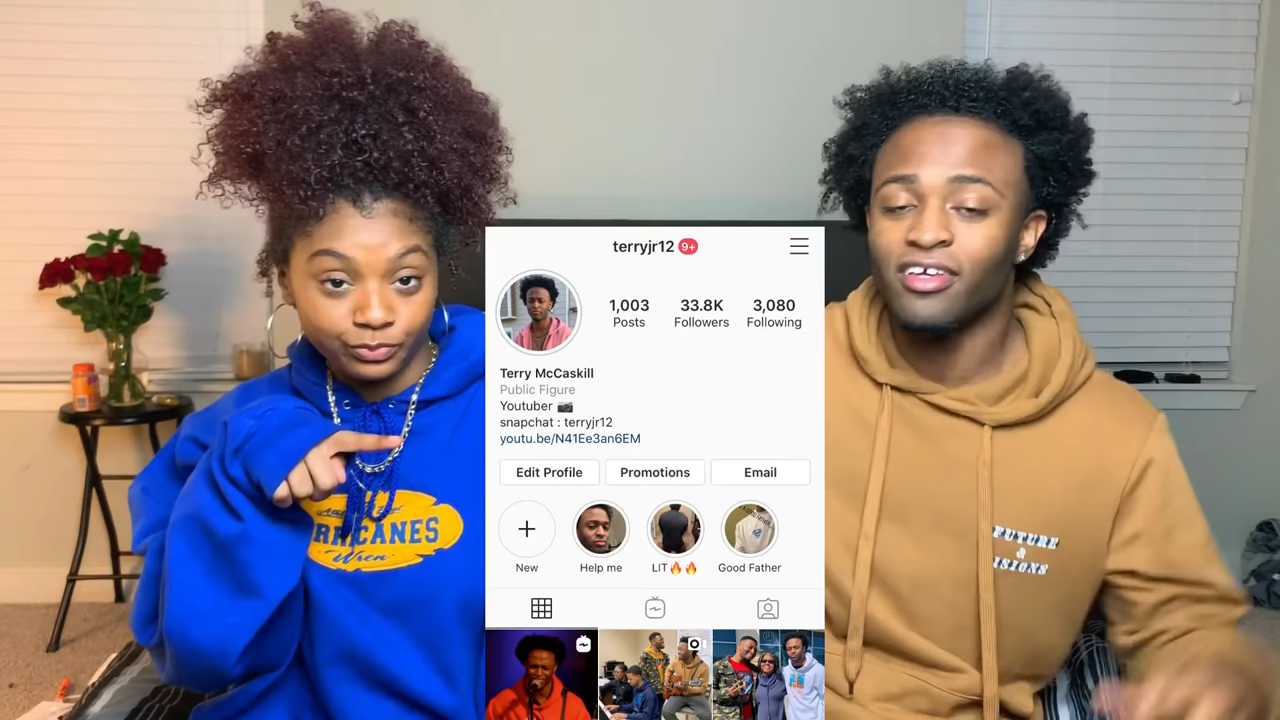 terryjr12 9+
1,003 33.8K 3,080
Posts Followers Following
Terry McCaskill
Public Figure
Youtuber 📷
snapchat : terryjr12
youtu.be/N41Ee3an6EM
Edit Profile Promotions Email
New Help me LIT🔥🔥 Good Father
RRICANES
Wren
FUTURE
&
ISIONS